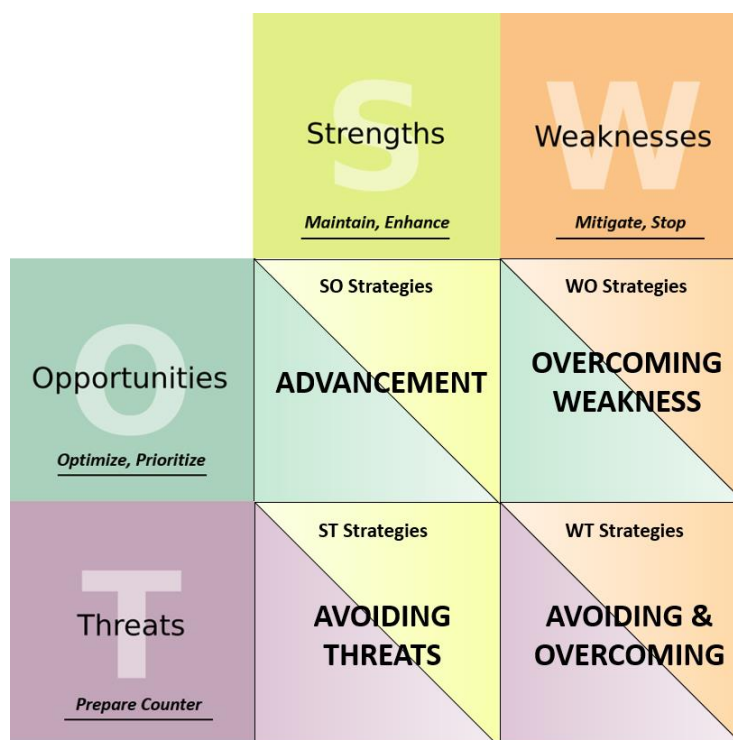 S
Strengths
Maintain, Enhance
W
Weaknesses
Mitigate, Stop
O
Opportunities
Optimize, Prioritize
SO Strategies
ADVANCEMENT
WO Strategies
OVERCOMING
WEAKNESS
T
Threats
Prepare Counter
ST Strategies
AVOIDING
THREATS
WT Strategies
AVOIDING &
OVERCOMING